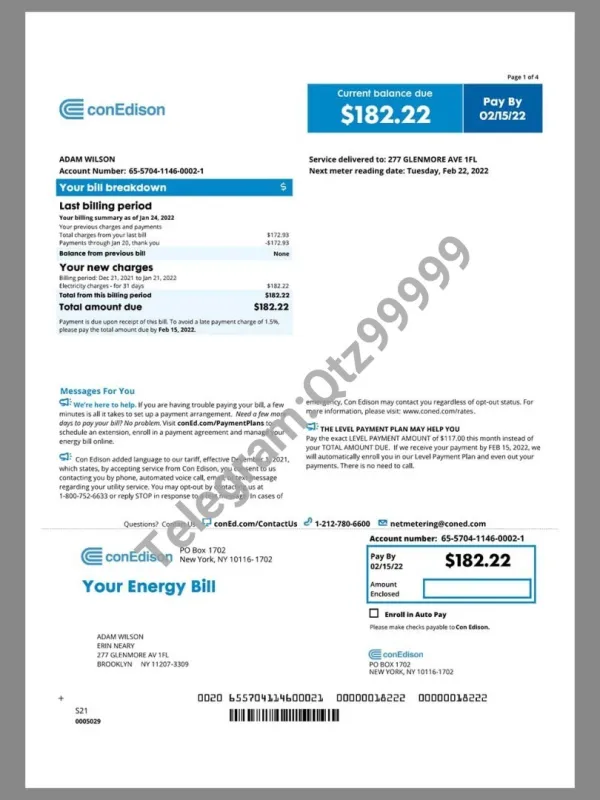 Page 1 of 4
conEdison
Current balance due
$182.22
Pay By
02/15/22
ADAM WILSON
Account Number: 65-5704-1146-0002-1
Service delivered to: 277 GLENMORE AVE 1FL
Next meter reading date: Tuesday, Feb 22, 2022
Your bill breakdown $
Last billing period
Your billing summary as of Jan 24, 2022
Your previous charges and payments
Total charges from your last bill $172.93
Payments through Jan 20, thank you -$172.93
Balance from previous bill None
Your new charges
Billing period: Dec 21, 2021 to Jan 21, 2022
Electricity charges - for 31 days $182.22
Total from this billing period $182.22
Total amount due $182.22
Payment is due upon receipt of this bill. To avoid a late payment charge of 1.5%,
please pay the total amount due by Feb 15, 2022.
Messages For You
We're here to help. If you are having trouble paying your bill, a few
minutes is all it takes to set up a payment arrangement. Need a few more
days to pay your bill? No problem. Visit conEd.com/PaymentPlans to
schedule an extension, enroll in a payment agreement and manage your
energy bill online.
Con Edison added language to our tariff, effective December 1, 2021,
which states, by accepting service from Con Edison, you consent to us
contacting you by phone, automated voice call, email, or text message
regarding your utility service. You may opt-out by contacting us at
1-800-752-6633 or reply STOP in response to a text message. In cases of
emergency, Con Edison may contact you regardless of opt-out status. For
more information, please visit: www.coned.com/rates.
THE LEVEL PAYMENT PLAN MAY HELP YOU
Pay the exact LEVEL PAYMENT AMOUNT of $117.00 this month instead of
your TOTAL AMOUNT DUE. If we receive your payment by FEB 15, 2022, we
will automatically enroll you in our Level Payment Plan and even out your
payments. There is no need to call.
Telegram:Qtz99999
Questions? Contact Us conEd.com/ContactUs 1-212-780-6600 netmetering@coned.com
conEdison
PO Box 1702
New York, NY 10116-1702
Your Energy Bill
Account number: 65-5704-1146-0002-1
Pay By
02/15/22
$182.22
Amount
Enclosed
Enroll in Auto Pay
Please make checks payable to Con Edison.
ADAM WILSON
ERIN NEARY
277 GLENMORE AV 1FL
BROOKLYN NY 11207-3309
conEdison
PO BOX 1702
NEW YORK, NY 10116-1702
+
0020 655704114600021 00000018222 00000018222
S21
0005029